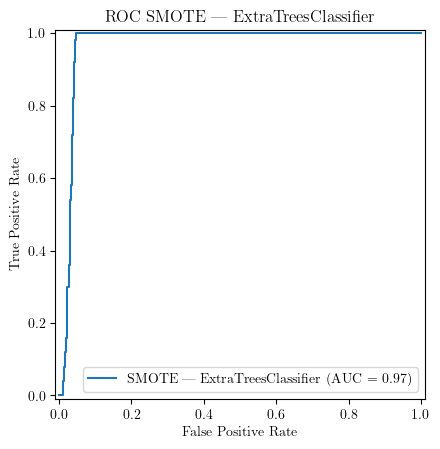 ROC SMOTE — ExtraTreesClassifier
1.0
0.8
0.6
0.4
0.2
0.0
True Positive Rate
SMOTE — ExtraTreesClassifier (AUC = 0.97)
0.0 0.2 0.4 0.6 0.8 1.0
False Positive Rate